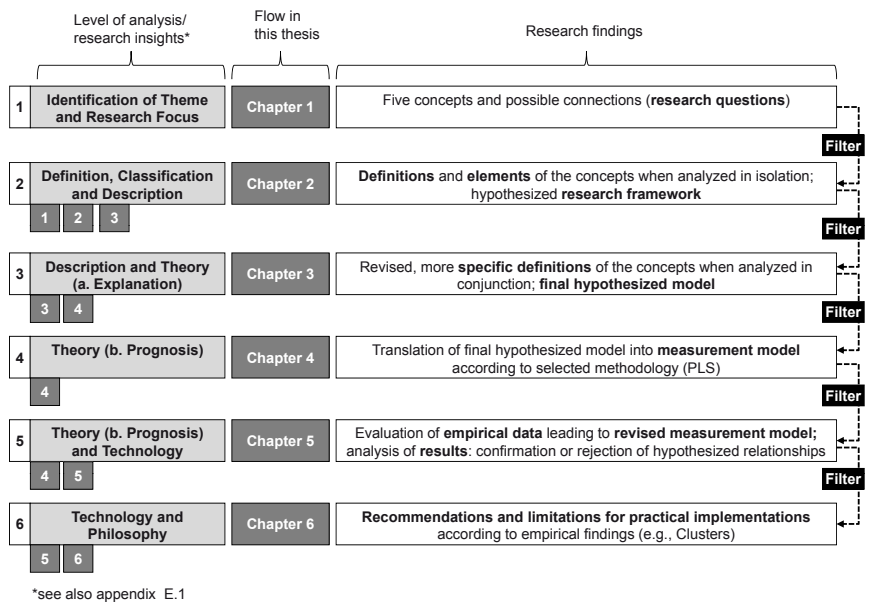 Level of analysis/
research insights*
Flow in
this thesis
Research findings
1
Identification of Theme
and Research Focus
Chapter 1
Five concepts and possible connections (research questions)
Filter
2
Definition, Classification
and Description
Chapter 2
Definitions and elements of the concepts when analyzed in isolation;
hypothesized research framework
1 2 3
Filter
3
Description and Theory
(a. Explanation)
Chapter 3
Revised, more specific definitions of the concepts when analyzed in
conjunction; final hypothesized model
3 4
Filter
4
Theory (b. Prognosis)
Chapter 4
Translation of final hypothesized model into measurement model
according to selected methodology (PLS)
4
Filter
5
Theory (b. Prognosis)
and Technology
Chapter 5
Evaluation of empirical data leading to revised measurement model;
analysis of results: confirmation or rejection of hypothesized relationships
4 5
Filter
6
Technology and
Philosophy
Chapter 6
Recommendations and limitations for practical implementations
according to empirical findings (e.g., Clusters)
5 6
*see also appendix E.1